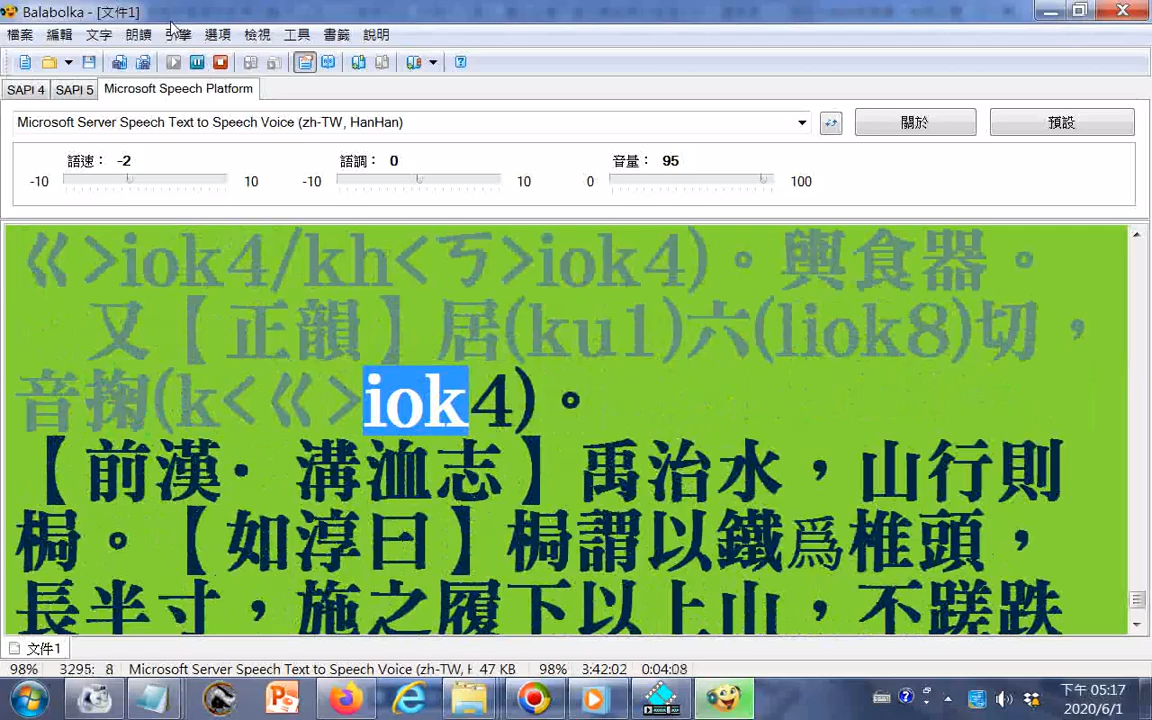 Balabolka - [文件1]
檔案 編輯 文字 朗讀 引擎 選項 檢視 工具 書籤 說明
SAPI 4 SAPI 5 Microsoft Speech Platform
Microsoft Server Speech Text to Speech Voice (zh-TW, HanHan) 關於 預設
語速： -2 語調： 0 音量： 95
-10 10 -10 10 0 100
ㄍ>iok4/kh<ㄎ>iok4)。輿食器。
又【正韻】居(ku1)六(liok8)切，
音掬(k<ㄍ>iok4)。
【前漢·溝洫志】禹治水，山行則
梮。【如淳曰】梮謂以鐵爲椎頭，
長半寸，施之履下以上山，不蹉跌
文件1
98% 3295: 8 Microsoft Server Speech Text to Speech Voice (zh-TW, H 47 KB 98% 3:42:02 0:04:08
下午 05:17
2020/6/1